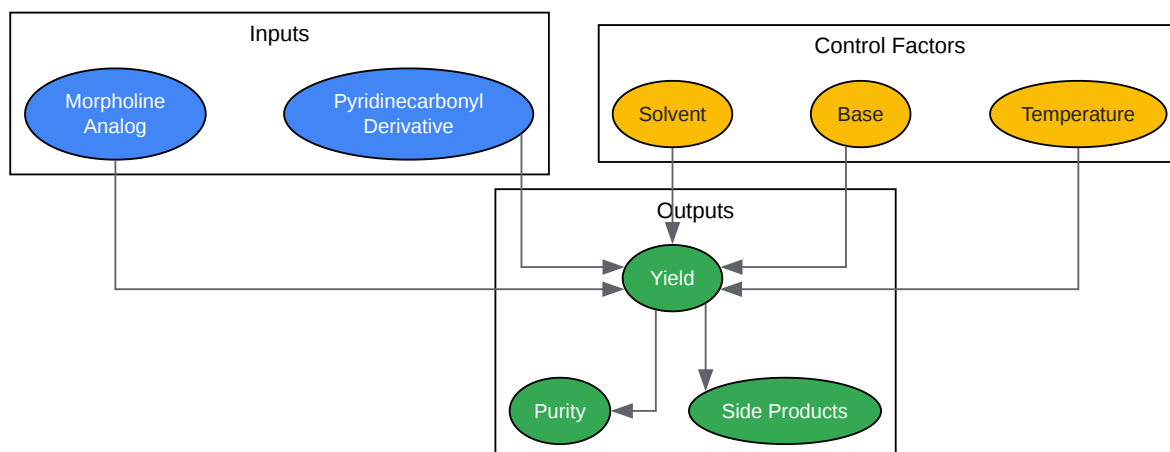 Inputs
Control Factors
Morpholine
Analog
Pyridinecarbonyl
Derivative
Solvent
Base
Temperature
Outputs
Yield
Purity
Side Products